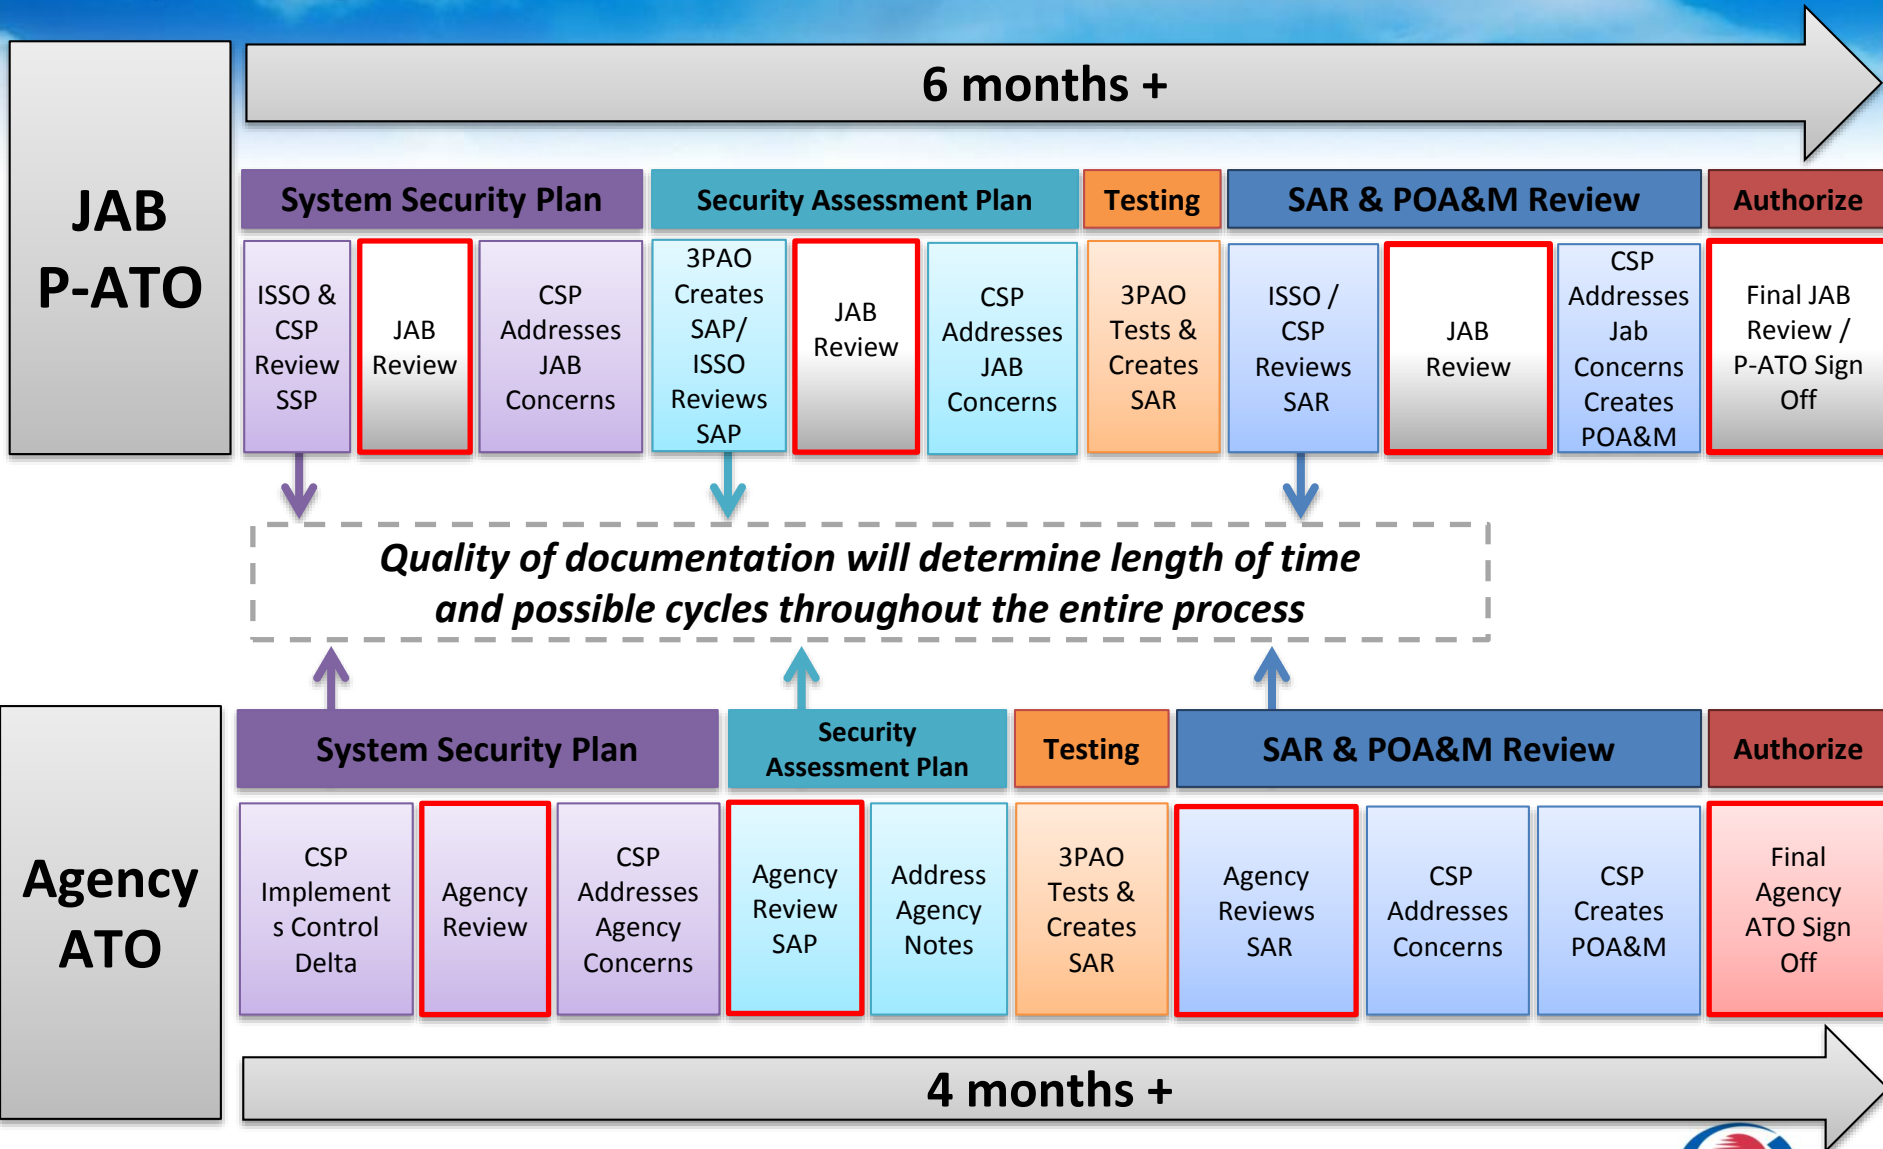 6 months +
JAB
P-ATO
System Security Plan
Security Assessment Plan
Testing
SAR & POA&M Review
Authorize
ISSO &
CSP
Review
SSP
JAB
Review
CSP
Addresses
JAB
Concerns
3PAO
Creates
SAP/
ISSO
Reviews
SAP
JAB
Review
CSP
Addresses
JAB
Concerns
3PAO
Tests &
Creates
SAR
ISSO /
CSP
Reviews
SAR
JAB
Review
CSP
Addresses
Jab
Concerns
Creates
POA&M
Final JAB
Review /
P-ATO Sign
Off
Quality of documentation will determine length of time
and possible cycles throughout the entire process
Agency
ATO
System Security Plan
Security
Assessment Plan
Testing
SAR & POA&M Review
Authorize
CSP
Implement
s Control
Delta
Agency
Review
CSP
Addresses
Agency
Concerns
Agency
Review
SAP
Address
Agency
Notes
3PAO
Tests &
Creates
SAR
Agency
Reviews
SAR
CSP
Addresses
Concerns
CSP
Creates
POA&M
Final
Agency
ATO Sign
Off
4 months +